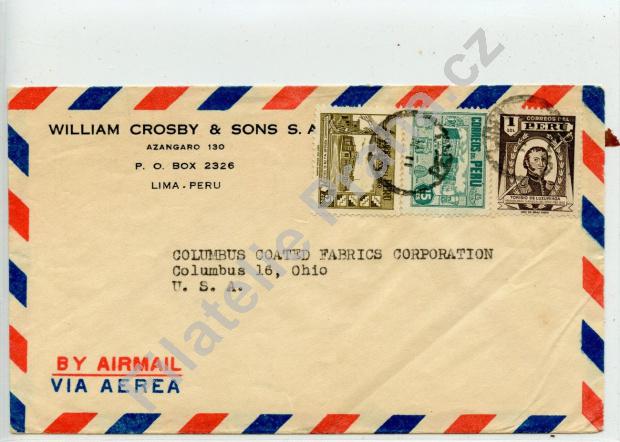 WILLIAM CROSBY & SONS S. A
AZANGARO 130
P. O. BOX 2326
LIMA - PERU
CORREOS DEL PERU
15
1 SOL
CORREOS DEL
PERU
TORIBIO DE LUZURIAGA
COLUMBUS COATED FABRICS CORPORATION
Columbus 16, Ohio
U. S. A.
BY AIRMAIL
VIA AEREA
Filatelie Praha.cz